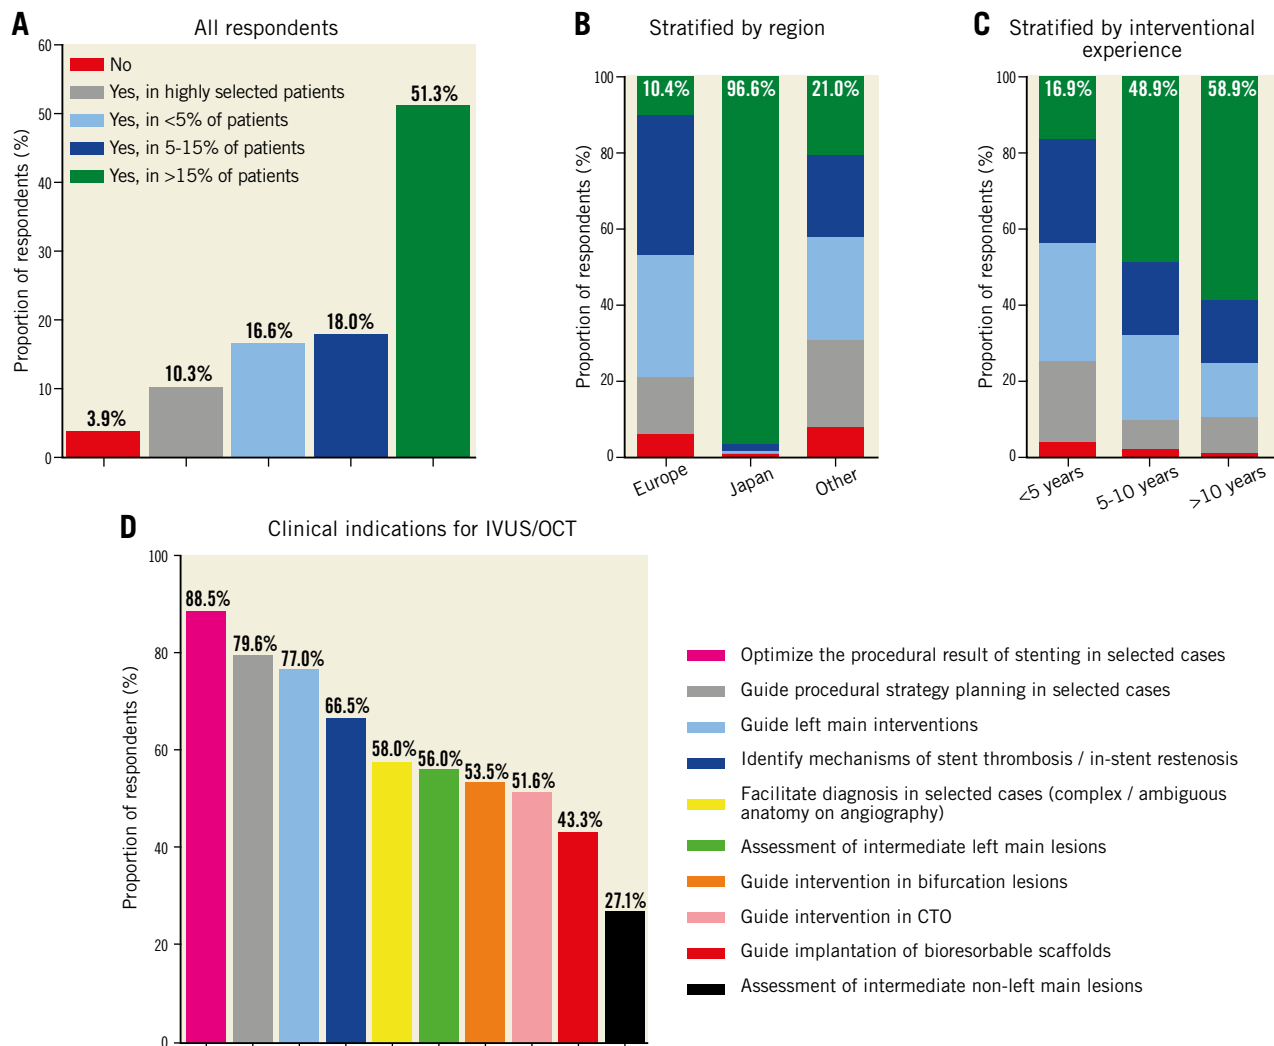 A
All respondents
Proportion of respondents (%)
60
50
40
30
20
10
0
No
Yes, in highly selected patients
Yes, in <5% of patients
Yes, in 5-15% of patients
Yes, in >15% of patients
3.9%
10.3%
16.6%
18.0%
51.3%
B
Stratified by region
Proportion of respondents (%)
100
80
60
40
20
0
10.4%
96.6%
21.0%
Europe
Japan
Other
C
Stratified by interventional
experience
Proportion of respondents (%)
100
80
60
40
20
0
16.9%
48.9%
58.9%
<5 years
5-10 years
>10 years
D
Clinical indications for IVUS/OCT
Proportion of respondents (%)
100
80
60
40
20
0
88.5%
79.6%
77.0%
66.5%
58.0%
56.0%
53.5%
51.6%
43.3%
27.1%
Optimize the procedural result of stenting in selected cases
Guide procedural strategy planning in selected cases
Guide left main interventions
Identify mechanisms of stent thrombosis / in-stent restenosis
Facilitate diagnosis in selected cases (complex / ambiguous
anatomy on angiography)
Assessment of intermediate left main lesions
Guide intervention in bifurcation lesions
Guide intervention in CTO
Guide implantation of bioresorbable scaffolds
Assessment of intermediate non-left main lesions